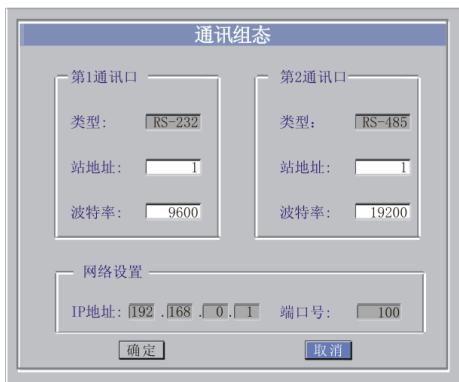 通讯组态
第1通讯口
类型: RS-232
站地址: 1
波特率: 9600
第2通讯口
类型: RS-485
站地址: 1
波特率: 19200
网络设置
IP地址: 192 .168 . 0 . 1 端口号: 100
确定 取消